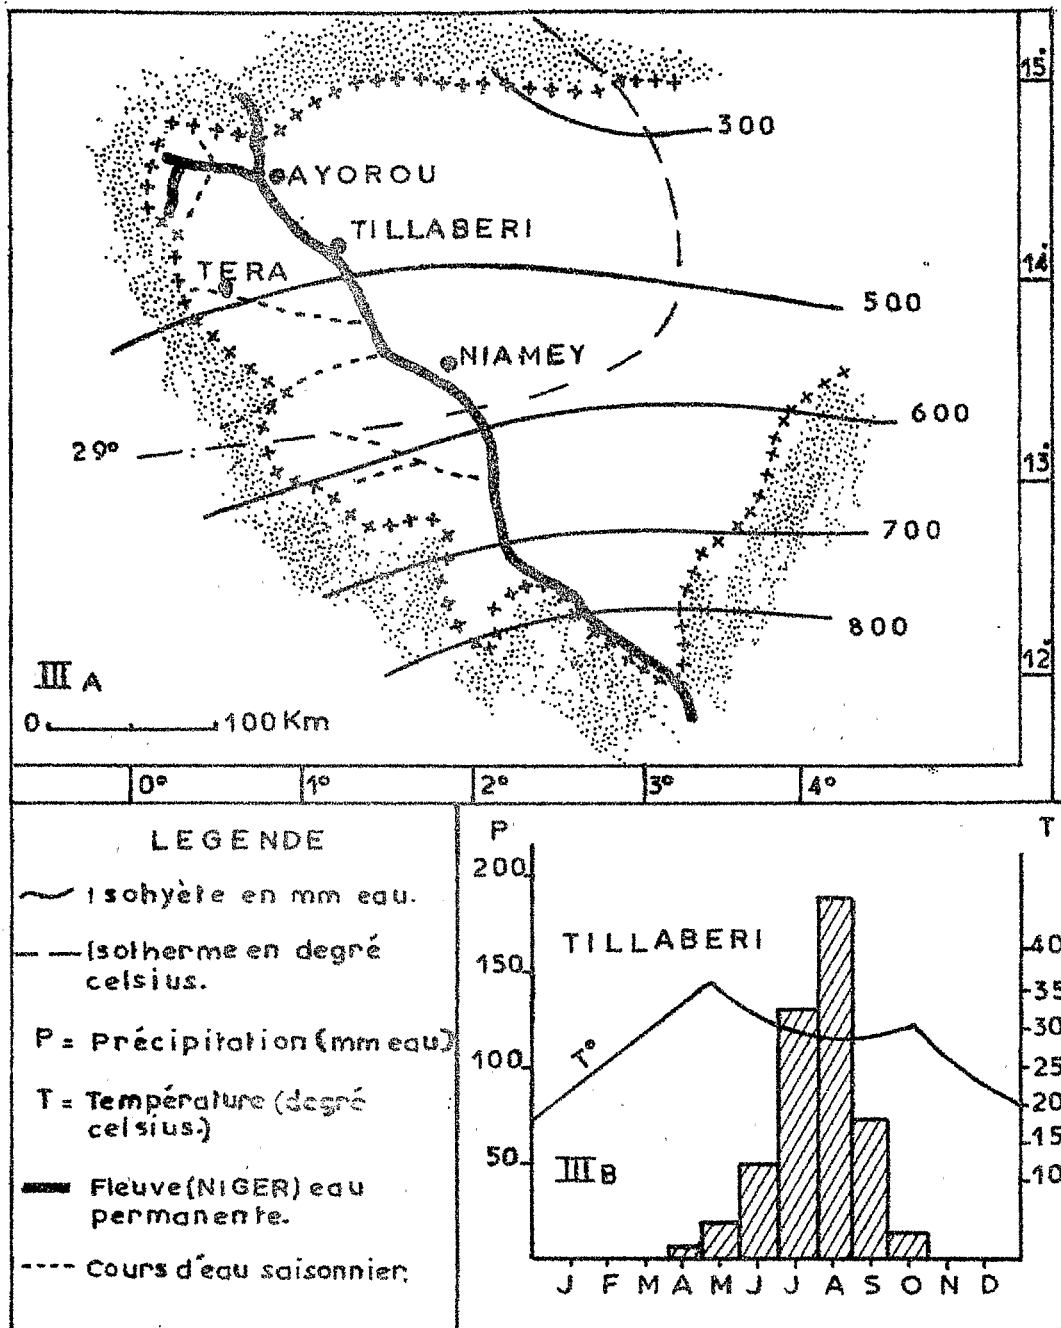 15°
300
AYOROU
TILLABERI
14°
TERA
500
NIAMEY
600
29°
13°
700
800
12°
III A
0 100 Km
0° 1° 2° 3° 4°
LEGENDE
Isohyète en mm eau.
Isotherme en degré
celsius.
P = Précipitation (mm eau)
T = Température (degré
celsius.)
Fleuve (NIGER) eau
permanente.
Cours d'eau saisonnier.
P T
200
TILLABERI
40
150
35
30
T°
100
25
20
15
50
III B
10
J F M A M J J A S O N D